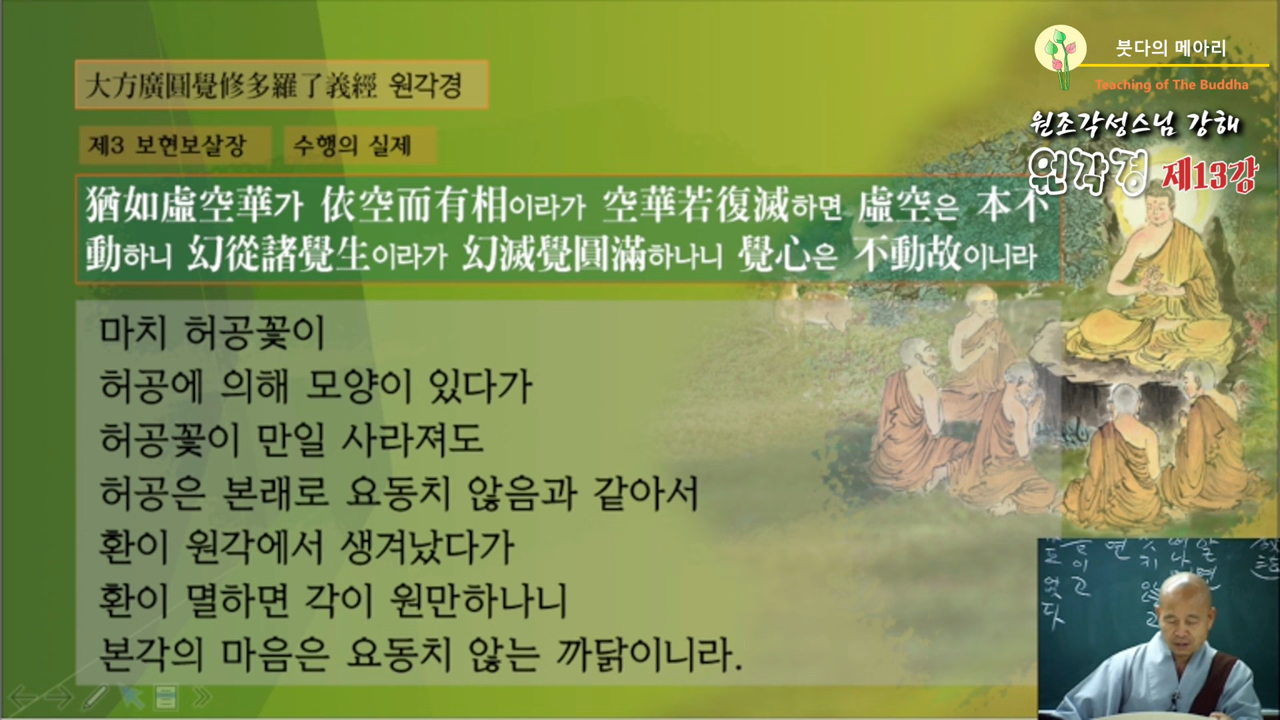 大方廣圓覺修多羅了義經 원각경
제3 보현보살장
수행의 실제
猶如虛空華가 依空而有相이라가 空華若復滅하면 虛空은 本不
動하니 幻從諸覺生이라가 幻滅覺圓滿하나니 覺心은 不動故이니라
마치 허공꽃이
허공에 의해 모양이 있다가
허공꽃이 만일 사라져도
허공은 본래로 요동치 않음과 같아서
환이 원각에서 생겨났다가
환이 멸하면 각이 원만하나니
본각의 마음은 요동치 않는 까닭이니라.
붓다의 메아리
Teaching of The Buddha
원조각성스님 강해
원각경 제13강